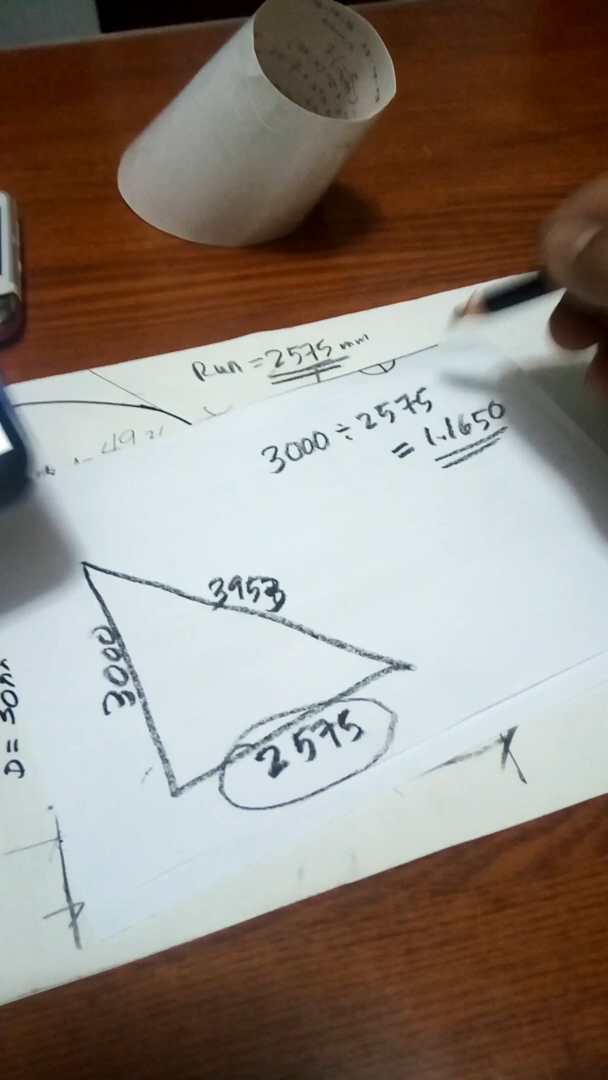 Run = 2575 mm
3000 ÷ 2575
= 1.1650
3953
3000
2575